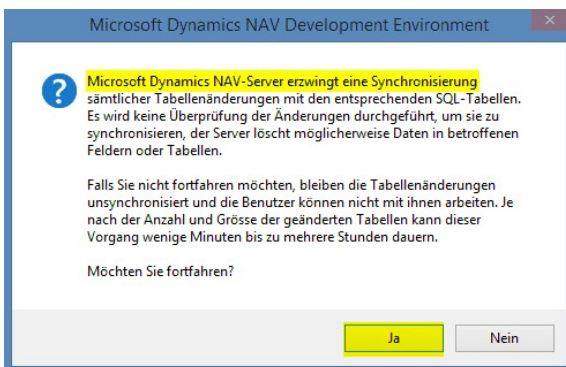 Microsoft Dynamics NAV Development Environment
Microsoft Dynamics NAV-Server erzwingt eine Synchronisierung
sämtlicher Tabellenänderungen mit den entsprechenden SQL-Tabellen.
Es wird keine Überprüfung der Änderungen durchgeführt, um sie zu
synchronisieren, der Server löscht möglicherweise Daten in betroffenen
Feldern oder Tabellen.
Falls Sie nicht fortfahren möchten, bleiben die Tabellenänderungen
unsynchronisiert und die Benutzer können nicht mit ihnen arbeiten. Je
nach der Anzahl und Grösse der geänderten Tabellen kann dieser
Vorgang wenige Minuten bis zu mehrere Stunden dauern.
Möchten Sie fortfahren?
Ja
Nein